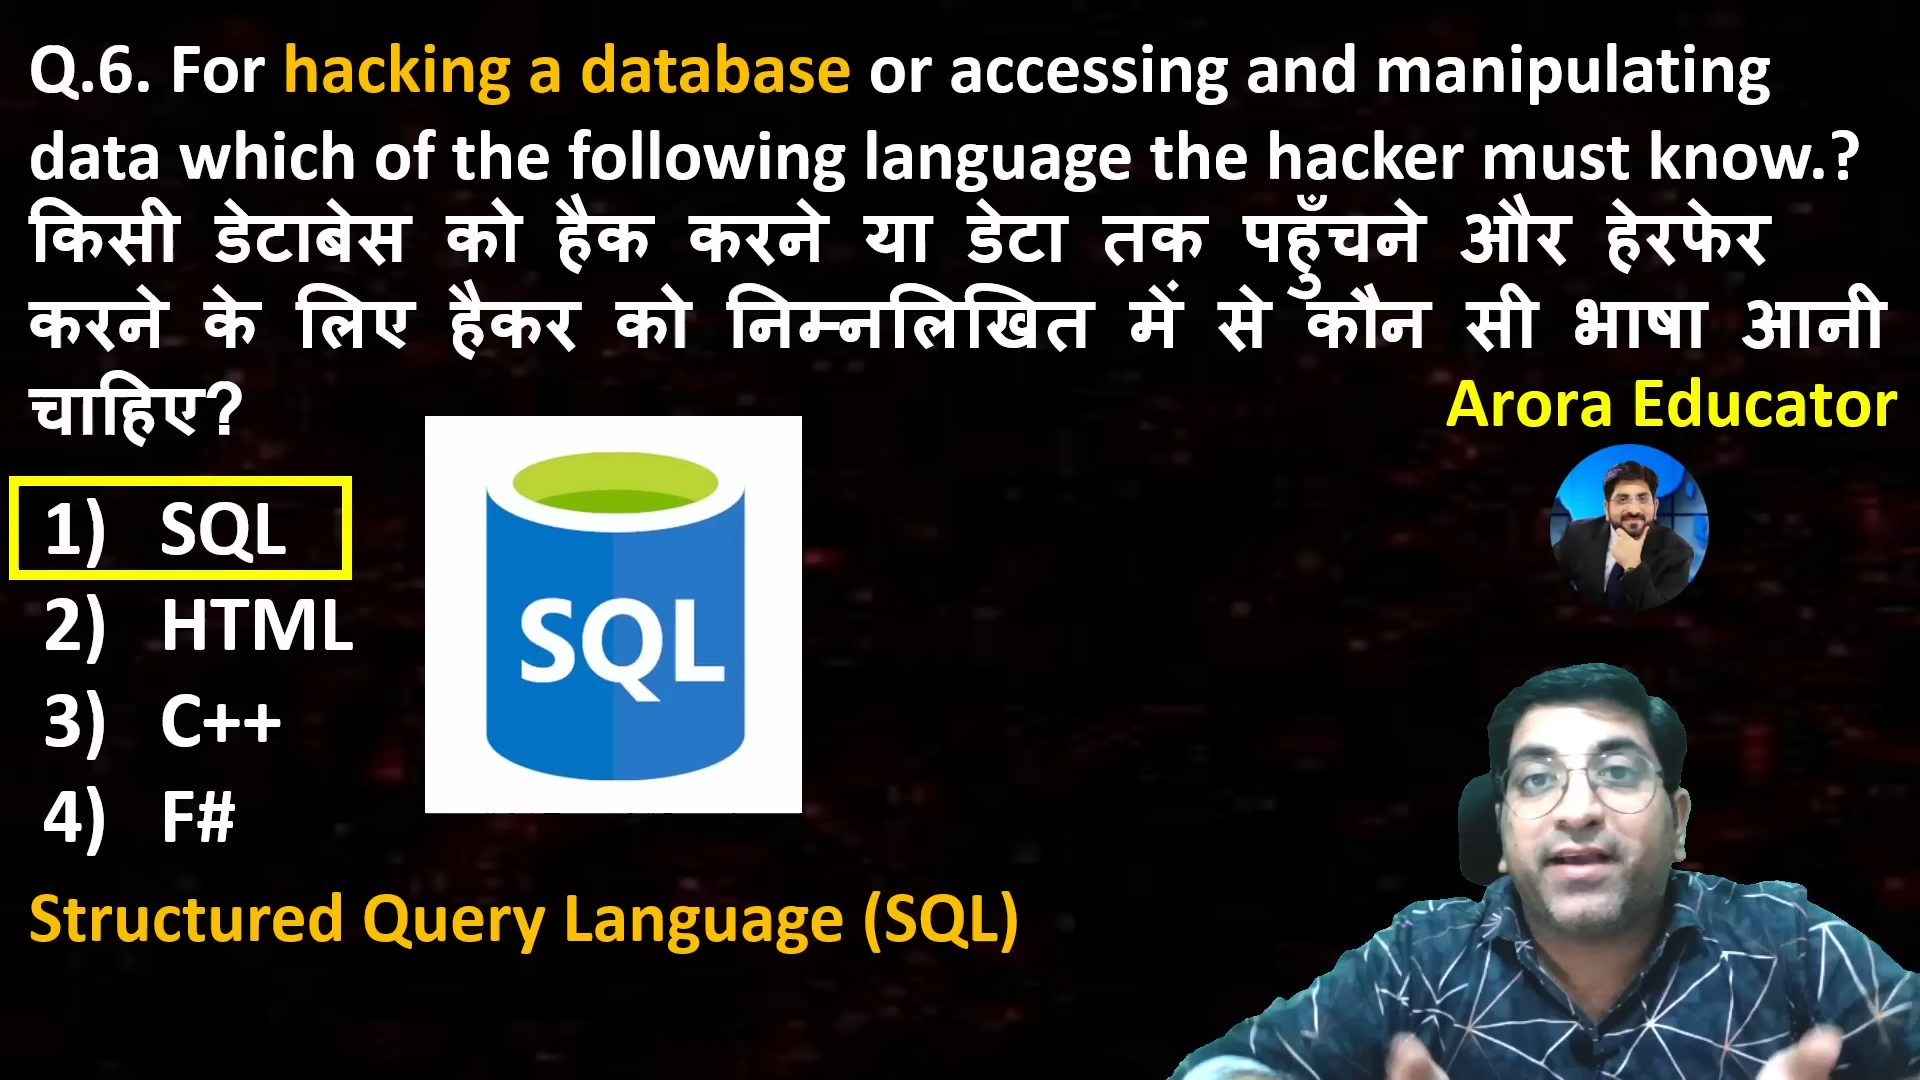 Q.6. For hacking a database or accessing and manipulating
data which of the following language the hacker must know.?
किसी डेटाबेस को हैक करने या डेटा तक पहुँचने और हेरफेर
करने के लिए हैकर को निम्नलिखित में से कौन सी भाषा आनी
चाहिए?
Arora Educator
1) SQL
2) HTML
3) C++
4) F#
SQL
Structured Query Language (SQL)